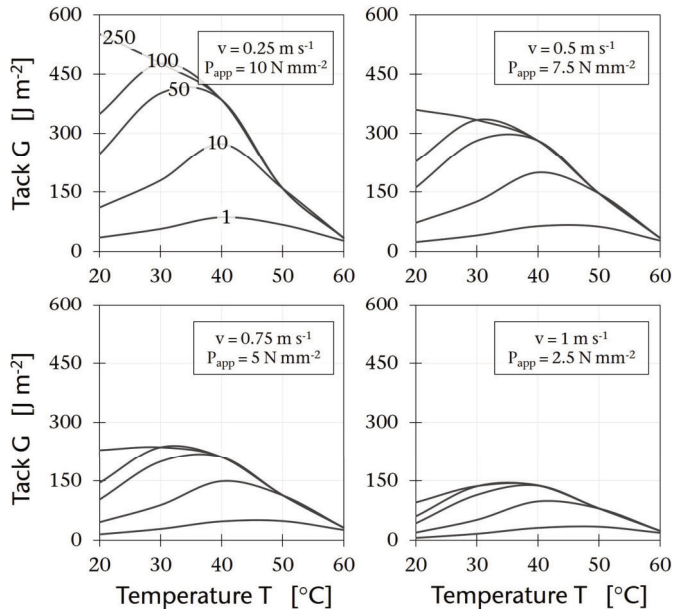 600
450
300
150
0
Tack G [J m-2]
250
100
50
10
1
v = 0.25 m s-1
Papp = 10 N mm-2
20 30 40 50 60
600
450
300
150
0
Tack G [J m-2]
v = 0.5 m s-1
Papp = 7.5 N mm-2
20 30 40 50 60
600
450
300
150
0
Tack G [J m-2]
v = 0.75 m s-1
Papp = 5 N mm-2
20 30 40 50 60
Temperature T [°C]
600
450
300
150
0
Tack G [J m-2]
v = 1 m s-1
Papp = 2.5 N mm-2
20 30 40 50 60
Temperature T [°C]